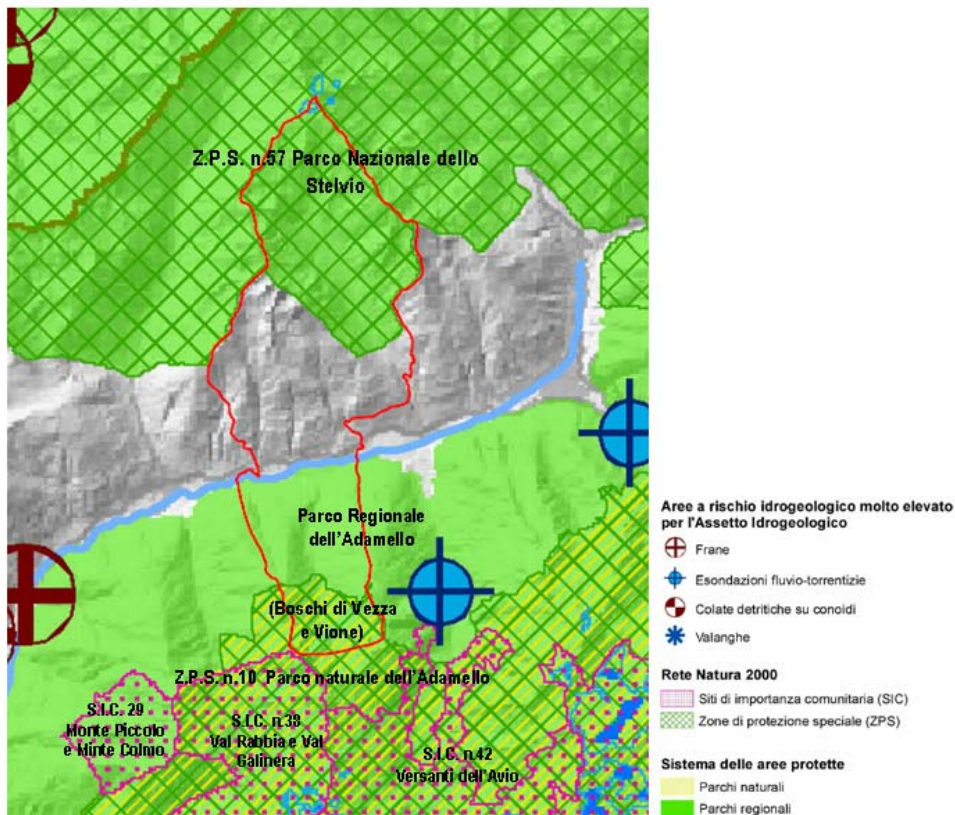 Z.P.S. n.57 Parco Nazionale dello
Stelvio
Parco Regionale
dell'Adamello
(Boschi di Vezza
e Vione)
Z.P.S. n.10 Parco naturale dell'Adamello
S.I.C. 29
Monte Piccolo
e Minte Colmo
S.I.C. n.38
Val Rabbia e Val
Galinera
S.I.C. n.42
Versanti dell'Avio
Aree a rischio idrogeologico molto elevato
per l'Assetto Idrogeologico
Frane
Esondazioni fluvio-torrentizie
Colate detritiche su conoidi
Valanghe
Rete Natura 2000
Siti di importanza comunitaria (SIC)
Zone di protezione speciale (ZPS)
Sistema delle aree protette
Parchi naturali
Parchi regionali